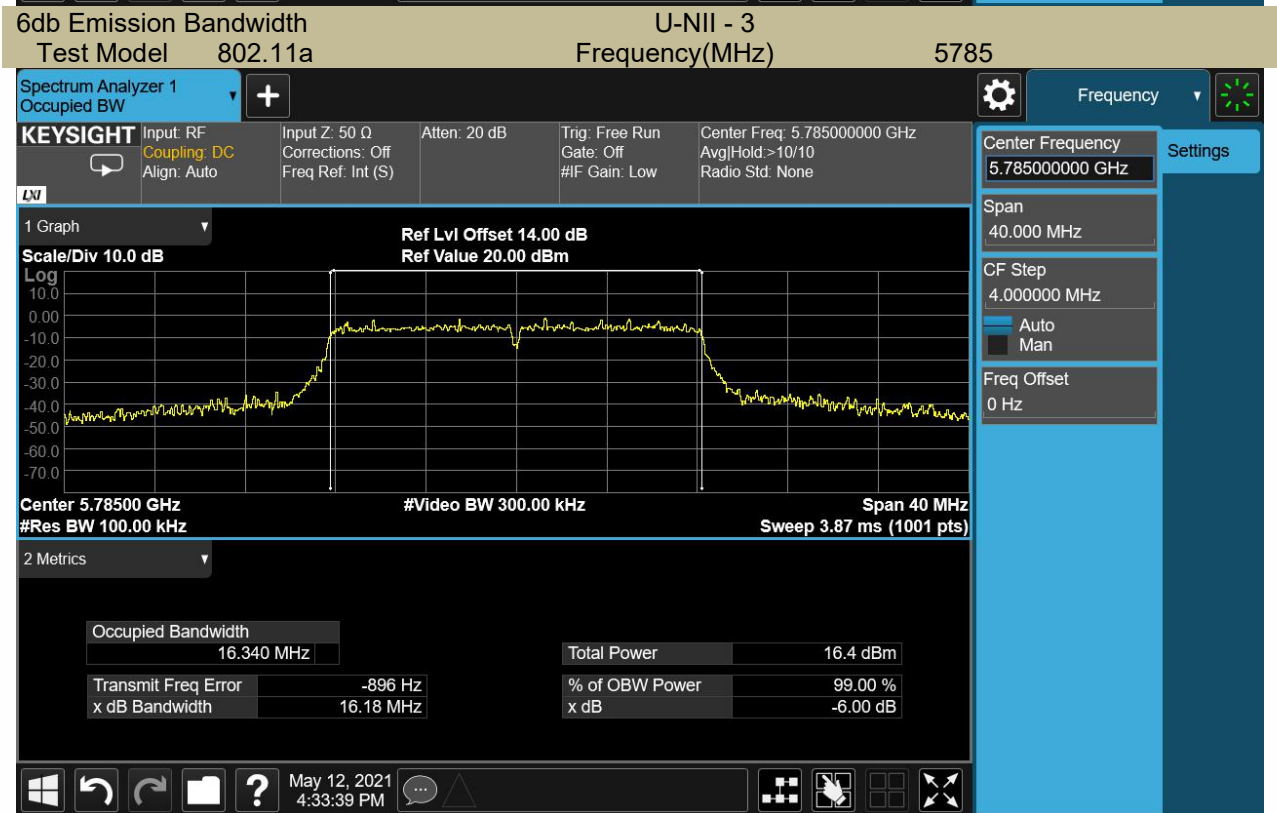 6db Emission Bandwidth U-NII - 3
Test Model 802.11a Frequency(MHz) 5785
Spectrum Analyzer 1
Occupied BW
+
Frequency
KEYSIGHT
LXI
Input: RF
Coupling: DC
Align: Auto
Input Z: 50 Ω
Corrections: Off
Freq Ref: Int (S)
Atten: 20 dB
Trig: Free Run
Gate: Off
#IF Gain: Low
Center Freq: 5.785000000 GHz
Avg|Hold:>10/10
Radio Std: None
Center Frequency
5.785000000 GHz
Settings
Span
40.000 MHz
CF Step
4.000000 MHz
Auto
Man
Freq Offset
0 Hz
1 Graph
Ref Lvl Offset 14.00 dB
Scale/Div 10.0 dB Ref Value 20.00 dBm
Log
10.0
0.00
-10.0
-20.0
-30.0
-40.0
-50.0
-60.0
-70.0
Center 5.78500 GHz #Video BW 300.00 kHz Span 40 MHz
#Res BW 100.00 kHz Sweep 3.87 ms (1001 pts)
2 Metrics
Occupied Bandwidth
16.340 MHz Total Power 16.4 dBm
Transmit Freq Error -896 Hz % of OBW Power 99.00 %
x dB Bandwidth 16.18 MHz x dB -6.00 dB
?
May 12, 2021
4:33:39 PM